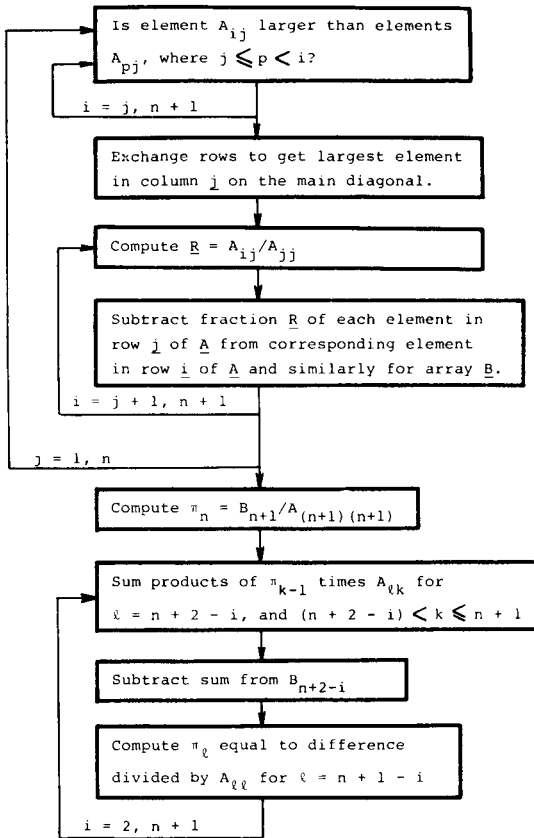 Is element A_ij larger than elements
A_pj, where j ⩽ p < i?
i = j, n + 1
Exchange rows to get largest element
in column j on the main diagonal.
Compute R = A_ij/A_jj
Subtract fraction R of each element in
row j of A from corresponding element
in row i of A and similarly for array B.
i = j + 1, n + 1
j = 1, n
Compute π_n = B_n+1/A_(n+1)(n+1)
Sum products of π_k-1 times A_ℓk for
ℓ = n + 2 - i, and (n + 2 - i) < k ⩽ n + 1
Subtract sum from B_n+2-i
Compute π_ℓ equal to difference
divided by A_ℓℓ for ℓ = n + 1 - i
i = 2, n + 1